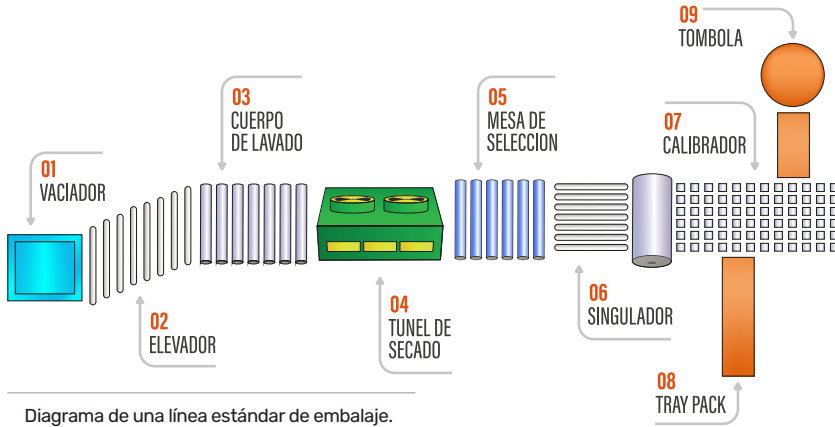 01
VACIADOR
02
ELEVADOR
03
CUERPO
DE LAVADO
04
TUNEL DE
SECADO
05
MESA DE
SELECCION
06
SINGULADOR
07
CALIBRADOR
08
TRAY PACK
09
TOMBOLA
Diagrama de una línea estándar de embalaje.